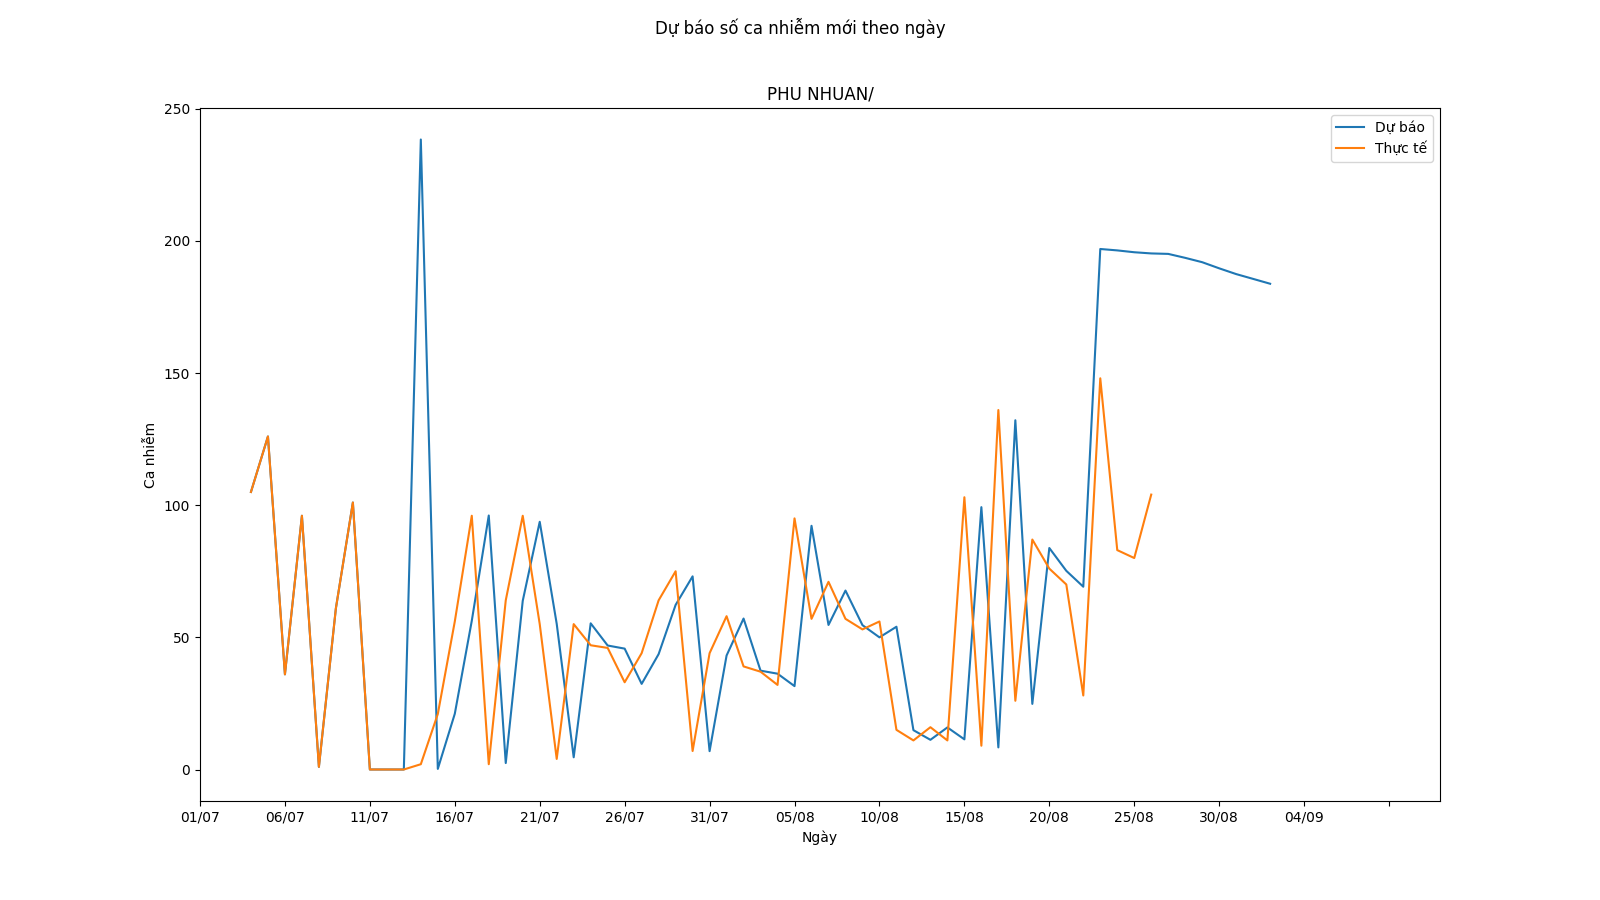 Dự báo số ca nhiễm mới theo ngày
PHU NHUAN/
250
200
150
100
50
0
Ca nhiễm
Dự báo
Thực tế
01/07 06/07 11/07 16/07 21/07 26/07 31/07 05/08 10/08 15/08 20/08 25/08 30/08 04/09
Ngày